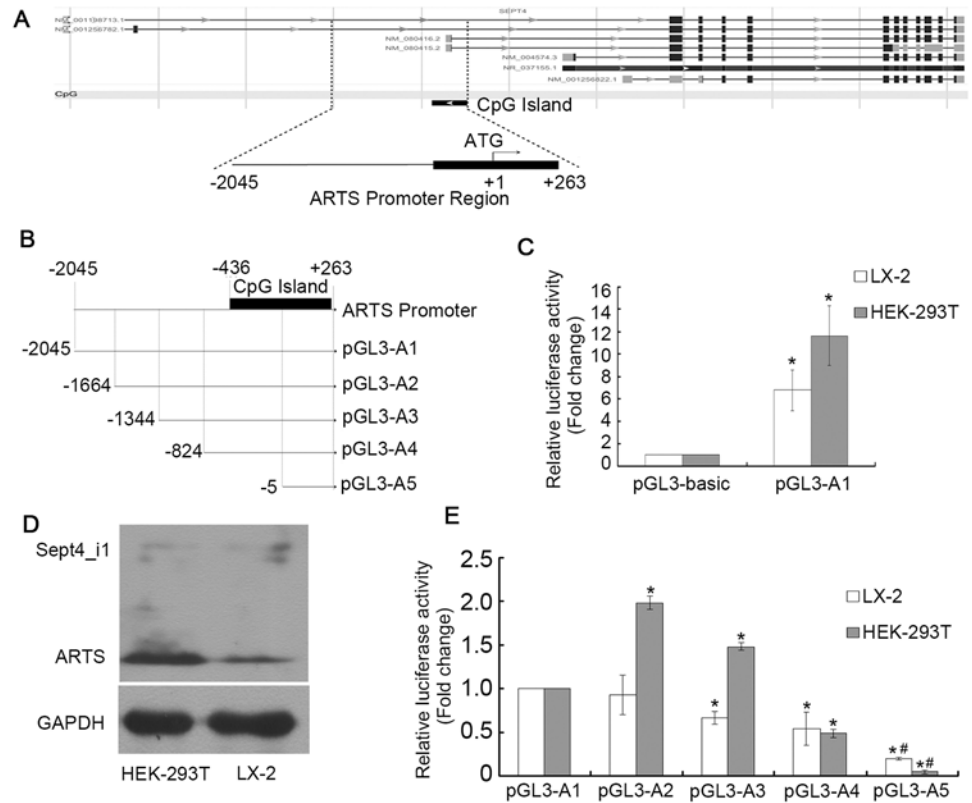 A
SEPT4
NM_001198713.1
NM_001256782.1
NM_080416.2
NM_080415.2
NM_004574.3
NR_037155.1
NM_001256822.1
CpG
CpG Island
ATG
-2045
+1
+263
ARTS Promoter Region
B
-2045
-436
+263
CpG Island
ARTS Promoter
-2045
pGL3-A1
-1664
pGL3-A2
-1344
pGL3-A3
-824
pGL3-A4
-5
pGL3-A5
C
LX-2
HEK-293T
Relative luciferase activity
(Fold change)
16
14
12
10
8
6
4
2
0
*
*
pGL3-basic
pGL3-A1
D
Sept4_i1
ARTS
GAPDH
HEK-293T
LX-2
E
LX-2
HEK-293T
Relative luciferase activity
(Fold change)
2.5
2.0
1.5
1.0
0.5
0
*
*
*
*
*
*#
*#
pGL3-A1
pGL3-A2
pGL3-A3
pGL3-A4
pGL3-A5